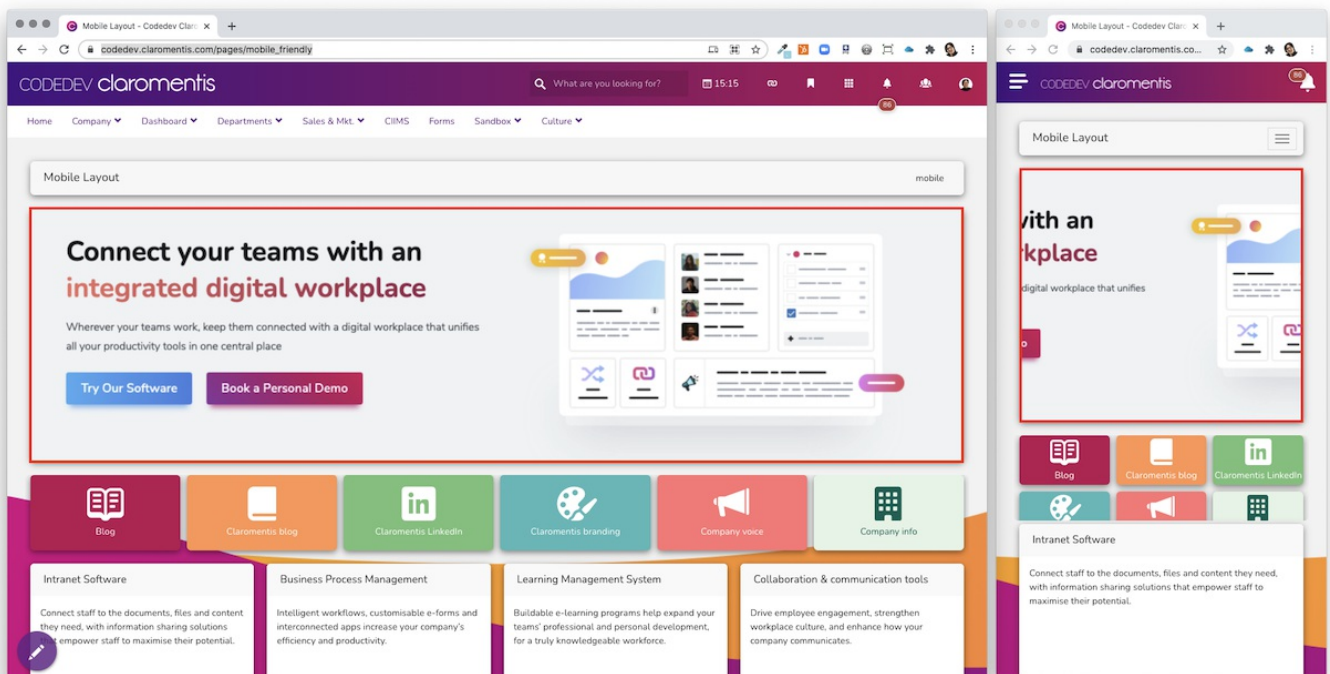 Mobile Layout - Codedev Clar
codedev.claromentis.com/pages/mobile_friendly
CODEDEV claromentis
What are you looking for?
15:15
86
Home
Company
Dashboard
Departments
Sales & Mkt.
CIIMS
Forms
Sandbox
Culture
Mobile Layout
mobile
Connect your teams with an
integrated digital workplace
Wherever your teams work, keep them connected with a digital workplace that unifies
all your productivity tools in one central place
Try Our Software
Book a Personal Demo
Blog
Claromentis blog
in
Claromentis LinkedIn
Claromentis branding
Company voice
Company info
Intranet Software
Connect staff to the documents, files and content
they need, with information sharing solutions
that empower staff to maximise their potential.
Business Process Management
Intelligent workflows, customisable e-forms and
interconnected apps increase your company's
efficiency and productivity.
Learning Management System
Buildable e-learning programs help expand your
teams' professional and personal development,
for a truly knowledgeable workforce.
Collaboration & communication tools
Drive employee engagement, strengthen
workplace culture, and enhance how your
company communicates.
Mobile Layout - Codedev Clarc
codedev.claromentis.co...
CODEDEV claromentis
86
Mobile Layout
with an
rkplace
digital workplace that unifies
o
Blog
Claromentis blog
in
Claromentis LinkedIn
Intranet Software
Connect staff to the documents, files and content they need,
with information sharing solutions that empower staff to
maximise their potential.